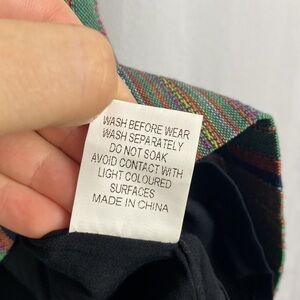 WASH BEFORE WEAR
WASH SEPARATELY
DO NOT SOAK
AVOID CONTACT WITH
LIGHT COLOURED
SURFACES
MADE IN CHINA